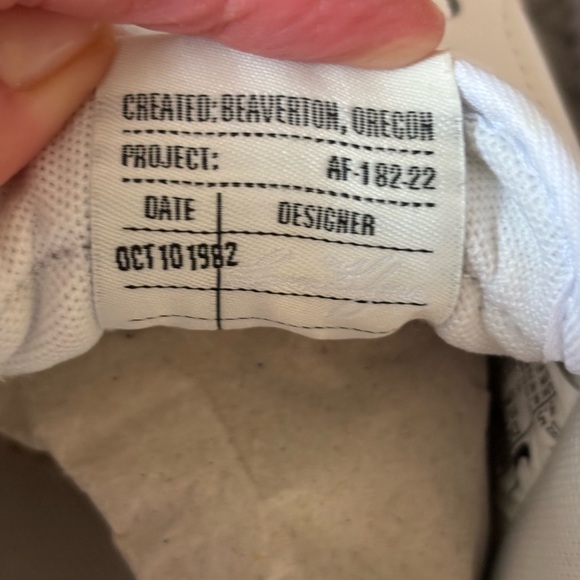 CREATED: BEAVERTON, OREGON
PROJECT: AF-1 82-22
DATE DESIGNER
OCT 10 1982